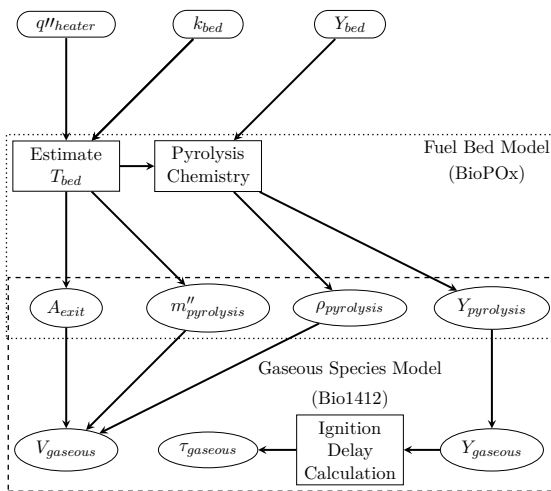 q′′heater
kbed
Ybed
Estimate
Tbed
Pyrolysis
Chemistry
Fuel Bed Model
(BioPOx)
Aexit
m′′pyrolysis
ρpyrolysis
Ypyrolysis
Gaseous Species Model
(Bio1412)
Vgaseous
τgaseous
Ignition
Delay
Calculation
Ygaseous